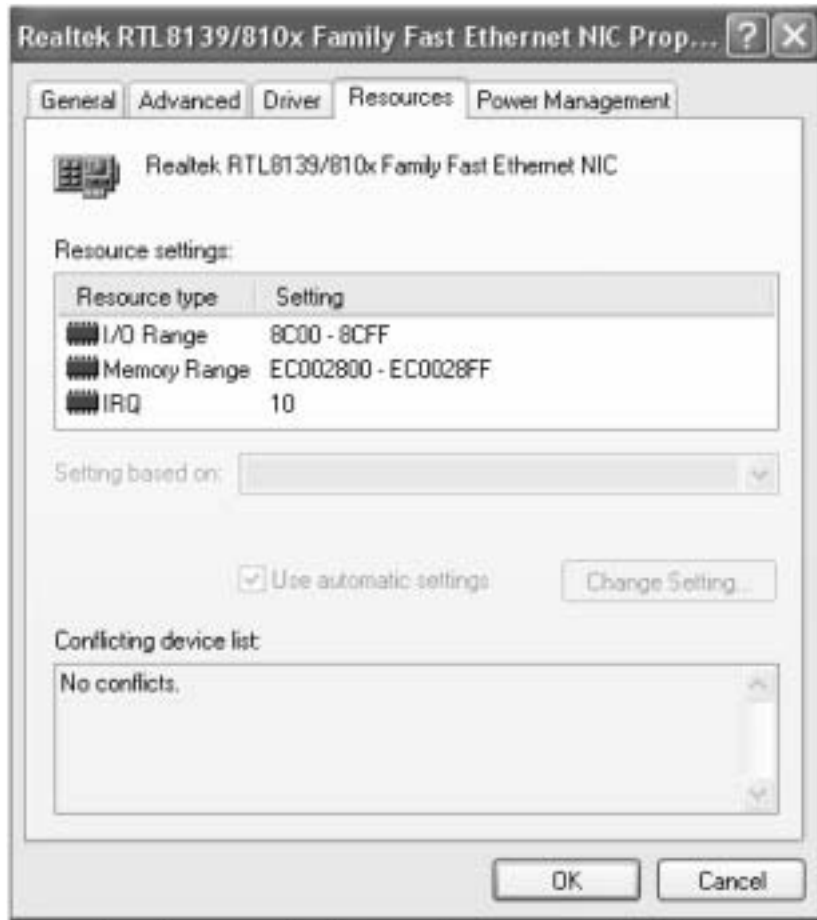 Realtek RTL8139/810x Family Fast Ethernet NIC Prop...
General Advanced Driver Resources Power Management
Realtek RTL8139/810x Family Fast Ethernet NIC
Resource settings:
Resource type Setting
I/O Range 8C00 - 8CFF
Memory Range EC002800 - EC0028FF
IRQ 10
Setting based on:
Use automatic settings Change Setting...
Conflicting device list:
No conflicts.
OK Cancel